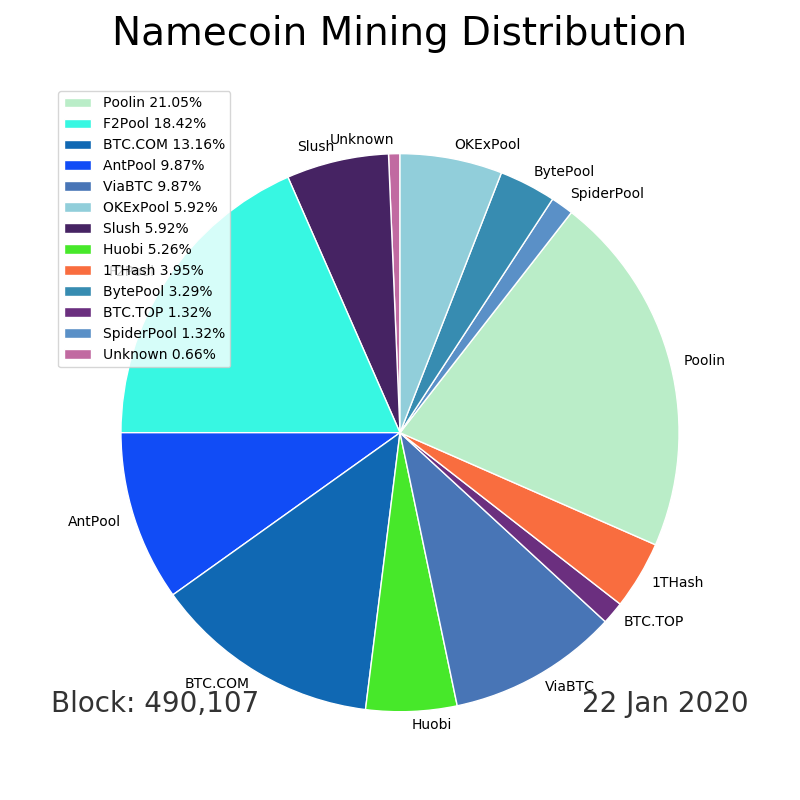 Namecoin Mining Distribution
Poolin 21.05%
F2Pool 18.42%
BTC.COM 13.16%
AntPool 9.87%
ViaBTC 9.87%
OKExPool 5.92%
Slush 5.92%
Huobi 5.26%
1THash 3.95%
BytePool 3.29%
BTC.TOP 1.32%
SpiderPool 1.32%
Unknown 0.66%
Slush
Unknown
OKExPool
BytePool
SpiderPool
Poolin
AntPool
1THash
BTC.TOP
BTC.COM
ViaBTC
Huobi
Block: 490,107
22 Jan 2020